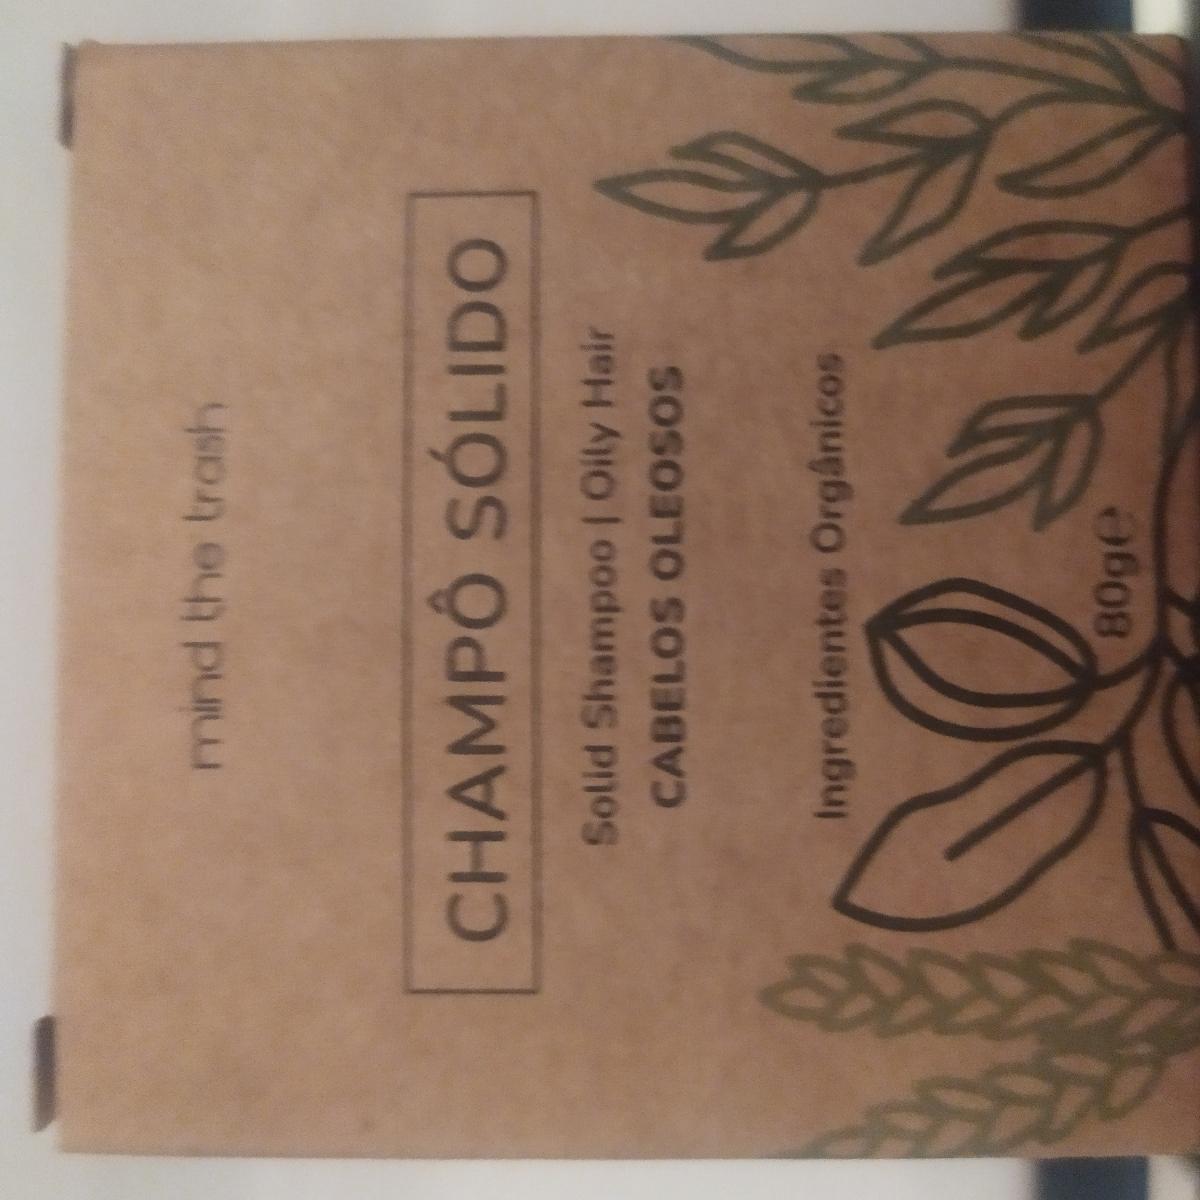 mind the trash
CHAMPÔ SÓLIDO
Solid Shampoo | Oily Hair
CABELOS OLEOSOS
Ingredientes Orgânicos
80g℮